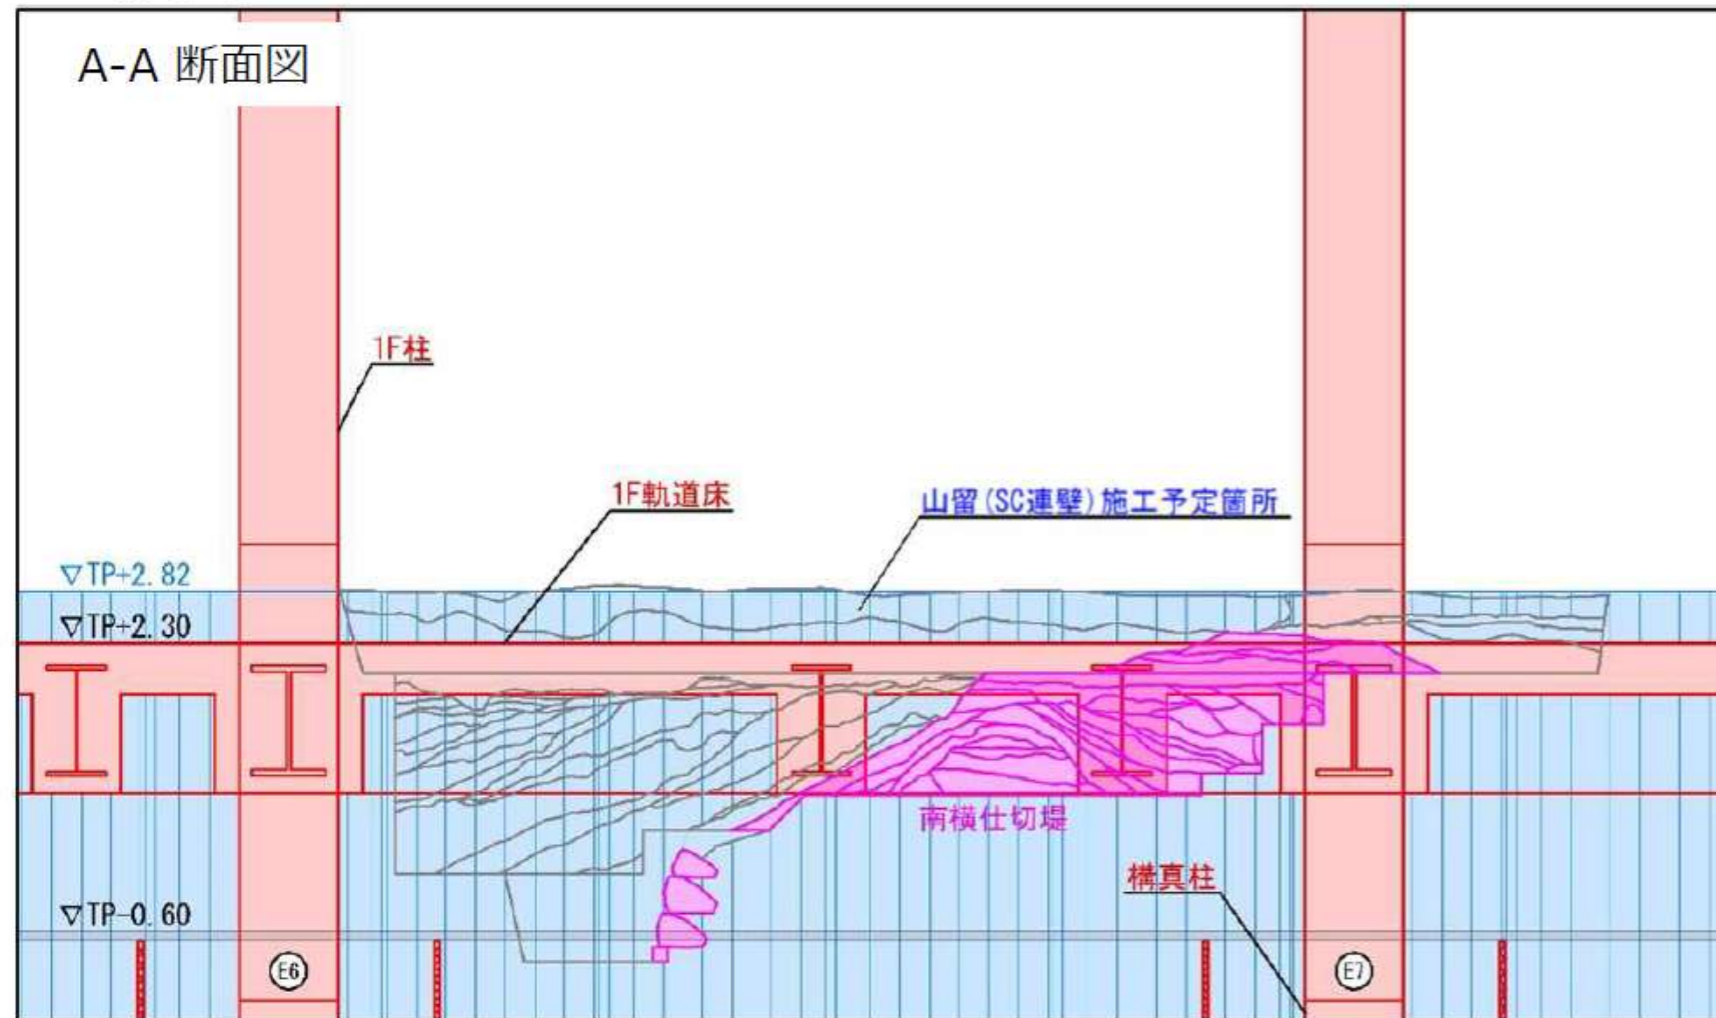 A-A 断面図
1F柱
1F軌道床
山留(SC連壁)施工予定箇所
▽TP+2.82
▽TP+2.30
南横仕切堤
構真柱
▽TP-0.60
E6
E7